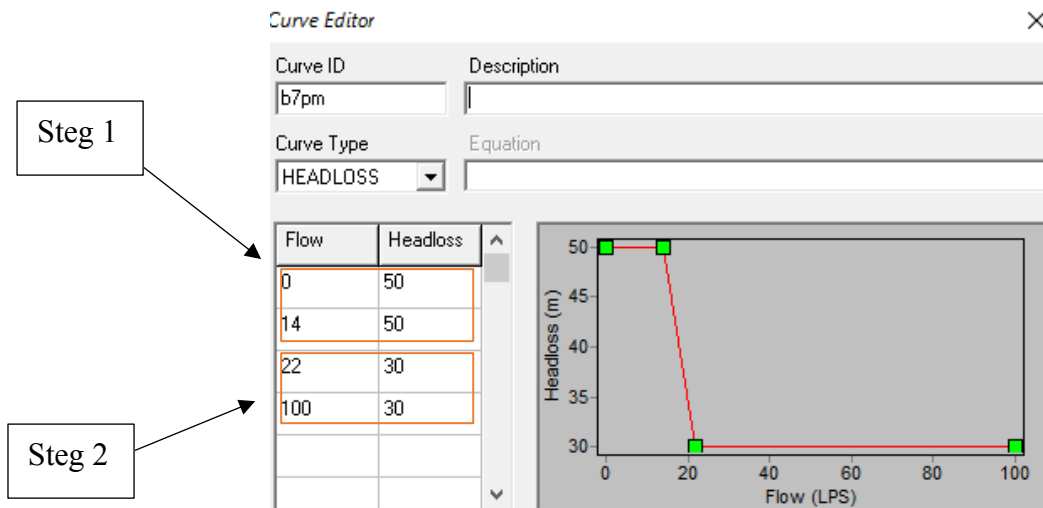 Curve Editor
Curve ID Description
b7pm
Steg 1
Curve Type Equation
HEADLOSS
Flow Headloss
0 50
14 50
22 30
100 30
Steg 2
Headloss (m)
50
45
40
35
30
0 20 40 60 80 100
Flow (LPS)